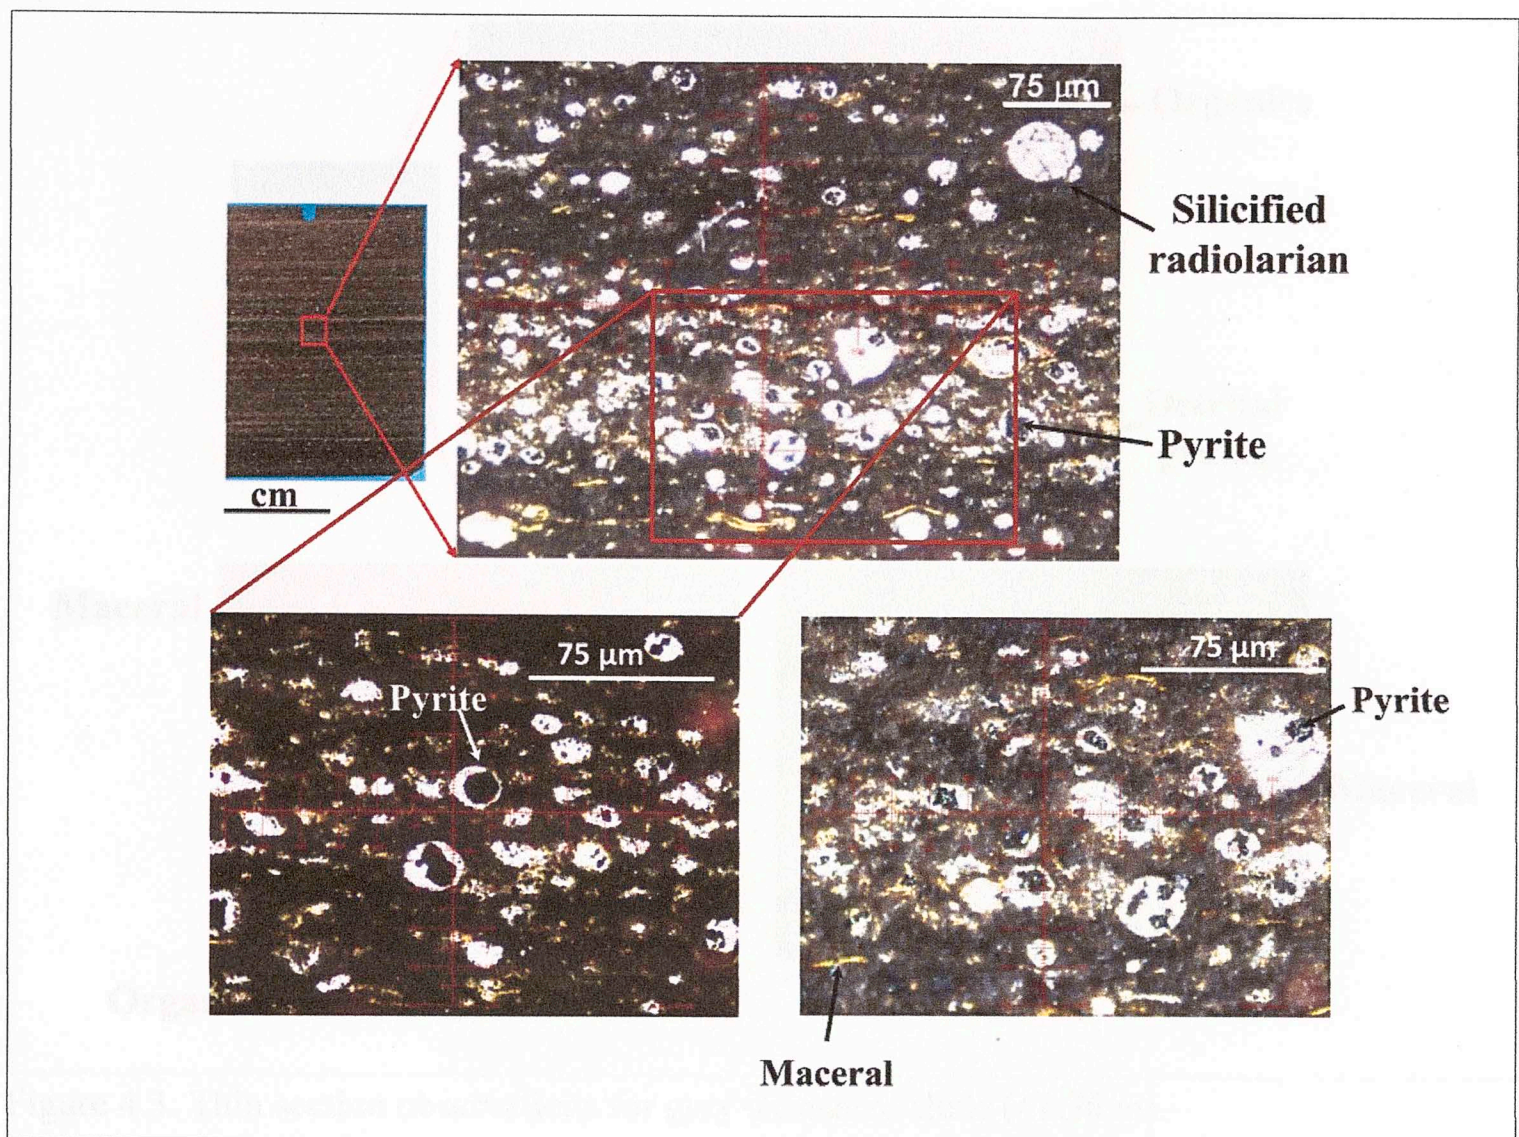 75 µm
Silicified
radiolarian
Pyrite
cm
75 µm
Pyrite
75 µm
Pyrite
Maceral